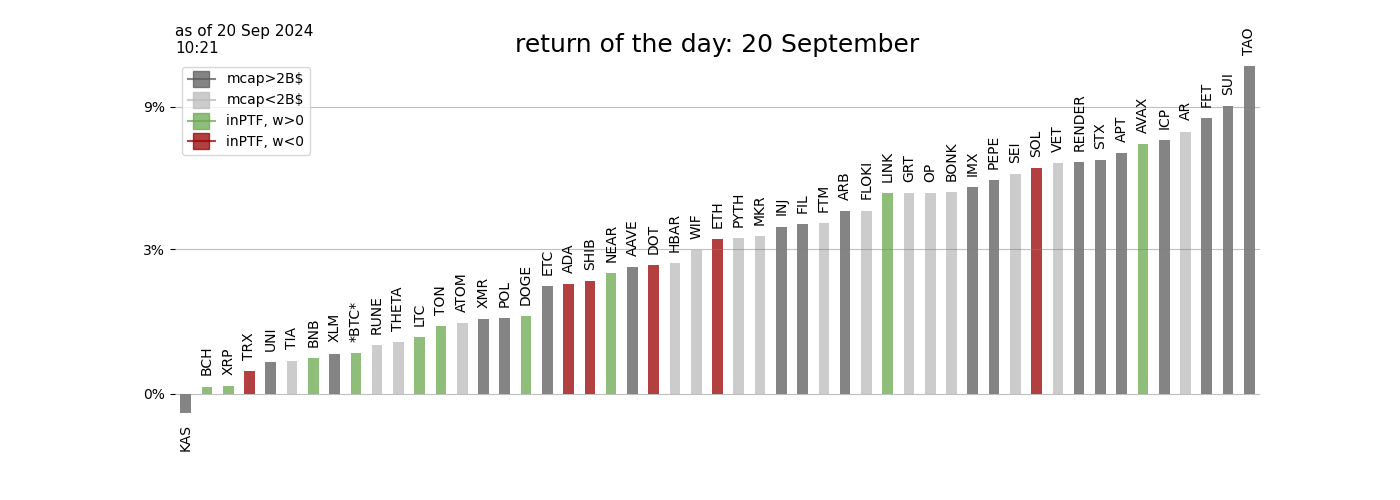 as of 20 Sep 2024
10:21
return of the day: 20 September
mcap>2B$
mcap<2B$
inPTF, w>0
inPTF, w<0
9%
3%
0%
KAS
BCH
XRP
TRX
UNI
TIA
BNB
XLM
*BTC*
RUNE
THETA
LTC
TON
ATOM
XMR
POL
DOGE
ETC
ADA
SHIB
NEAR
AAVE
DOT
HBAR
WIF
ETH
PYTH
MKR
INJ
FIL
FTM
ARB
FLOKI
LINK
GRT
OP
BONK
IMX
PEPE
SEI
SOL
VET
RENDER
STX
APT
AVAX
ICP
AR
FET
SUI
TAO